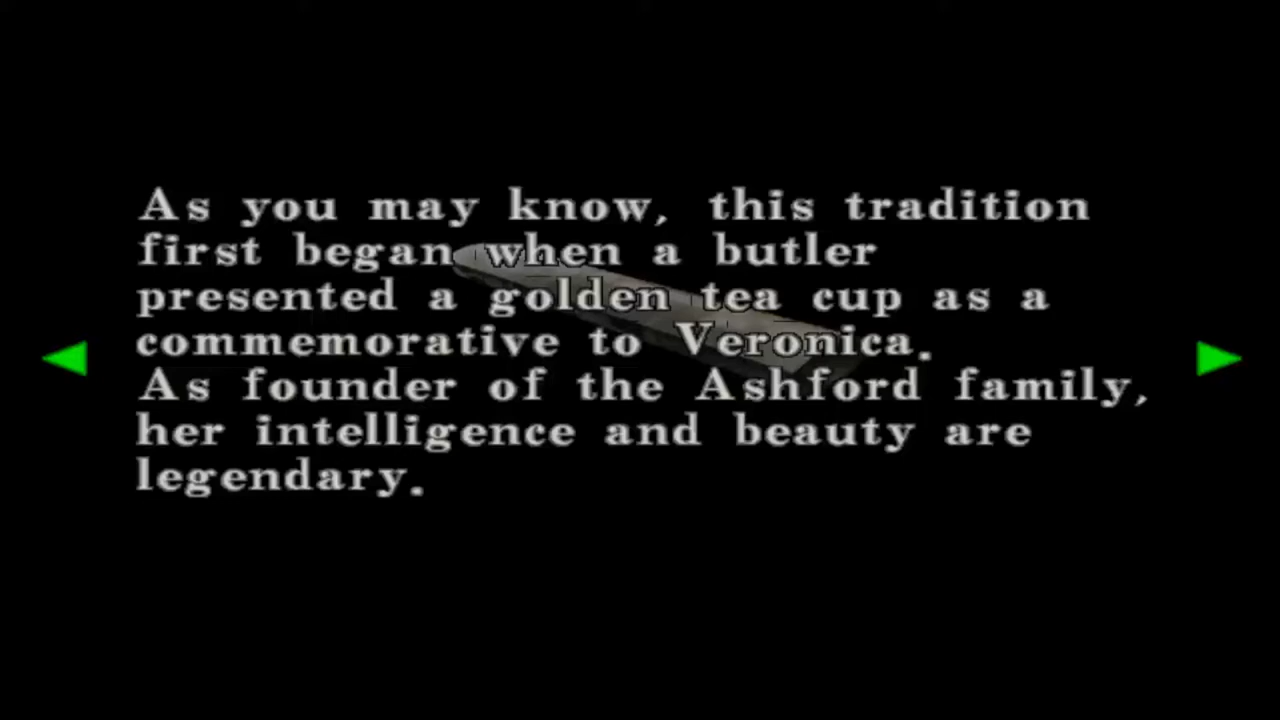 As you may know, this tradition
first began when a butler
presented a golden tea cup as a
commemorative to Veronica.
As founder of the Ashford family,
her intelligence and beauty are
legendary.